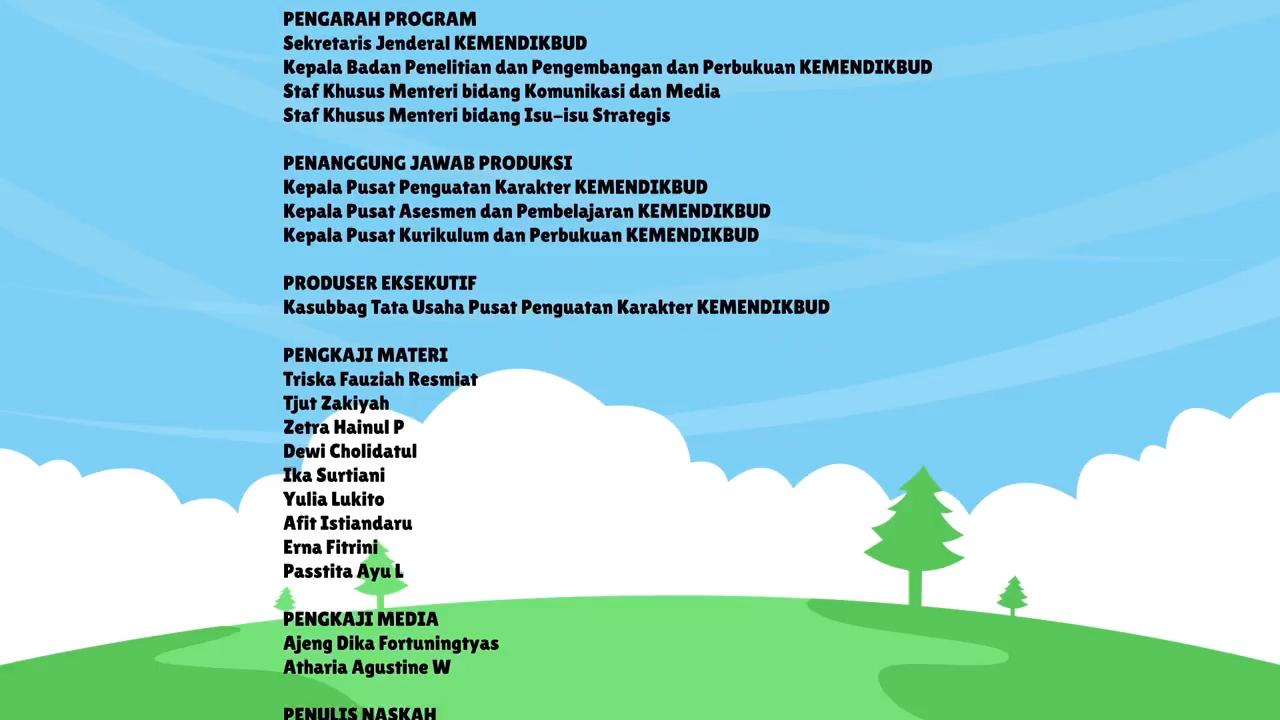 PENGARAH PROGRAM
Sekretaris Jenderal KEMENDIKBUD
Kepala Badan Penelitian dan Pengembangan dan Perbukuan KEMENDIKBUD
Staf Khusus Menteri bidang Komunikasi dan Media
Staf Khusus Menteri bidang Isu-isu Strategis
PENANGGUNG JAWAB PRODUKSI
Kepala Pusat Penguatan Karakter KEMENDIKBUD
Kepala Pusat Asesmen dan Pembelajaran KEMENDIKBUD
Kepala Pusat Kurikulum dan Perbukuan KEMENDIKBUD
PRODUSER EKSEKUTIF
Kasubbag Tata Usaha Pusat Penguatan Karakter KEMENDIKBUD
PENGKAJI MATERI
Triska Fauziah Resmiat
Tjut Zakiyah
Zetra Hainul P
Dewi Cholidatul
Ika Surtiani
Yulia Lukito
Afit Istiandaru
Erna Fitrini
Passtita Ayu L
PENGKAJI MEDIA
Ajeng Dika Fortuningtyas
Atharia Agustine W
PENULIS NASKAH